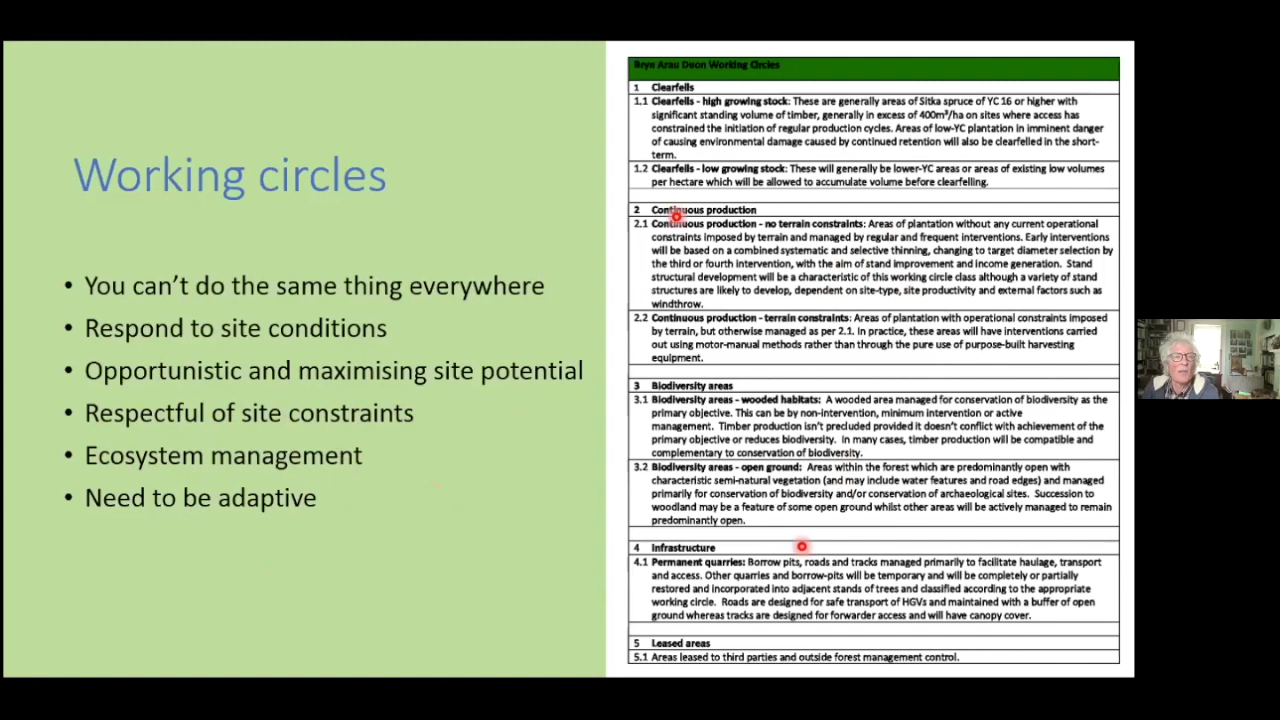 Working circles
• You can’t do the same thing everywhere
• Respond to site conditions
• Opportunistic and maximising site potential
• Respectful of site constraints
• Ecosystem management
• Need to be adaptive
Bryn Arau Duon Working Circles
1 Clearfells
1.1 Clearfells - high growing stock: These are generally areas of Sitka spruce of YC 16 or higher with
significant standing volume of timber, generally in excess of 400m³/ha on sites where access has
constrained the initiation of regular production cycles. Areas of low-YC plantation in imminent danger
of causing environmental damage caused by continued retention will also be clearfelled in the short-
term.
1.2 Clearfells - low growing stock: These will generally be lower-YC areas or areas of existing low volumes
per hectare which will be allowed to accumulate volume before clearfelling.
2 Continuous production
2.1 Continuous production - no terrain constraints: Areas of plantation without any current operational
constraints imposed by terrain and managed by regular and frequent interventions. Early interventions
will be based on a combined systematic and selective thinning, changing to target diameter selection by
the third or fourth intervention, with the aim of stand improvement and income generation. Stand
structural development will be a characteristic of this working circle class although a variety of stand
structures are likely to develop, dependent on site-type, site productivity and external factors such as
windthrow.
2.2 Continuous production - terrain constraints: Areas of plantation with operational constraints imposed
by terrain, but otherwise managed as per 2.1. In practice, these areas will have interventions carried
out using motor-manual methods rather than through the pure use of purpose-built harvesting
equipment.
3 Biodiversity areas
3.1 Biodiversity areas - wooded habitats: A wooded area managed for conservation of biodiversity as the
primary objective. This can be by non-intervention, minimum intervention or active
management. Timber production isn’t precluded provided it doesn’t conflict with achievement of the
primary objective or reduces biodiversity. In many cases, timber production will be compatible and
complementary to conservation of biodiversity.
3.2 Biodiversity areas - open ground: Areas within the forest which are predominantly open with
characteristic semi-natural vegetation (and may include water features and road edges) and managed
primarily for conservation of biodiversity and/or conservation of archaeological sites. Succession to
woodland may be a feature of some open ground whilst other areas will be actively managed to remain
predominantly open.
4 Infrastructure
4.1 Permanent quarries: Borrow pits, roads and tracks managed primarily to facilitate haulage, transport
and access. Other quarries and borrow-pits will be temporary and will be completely or partially
restored and incorporated into adjacent stands of trees and classified according to the appropriate
working circle. Roads are designed for safe transport of HGVs and maintained with a buffer of open
ground whereas tracks are designed for forwarder access and will have canopy cover.
5 Leased areas
5.1 Areas leased to third parties and outside forest management control.